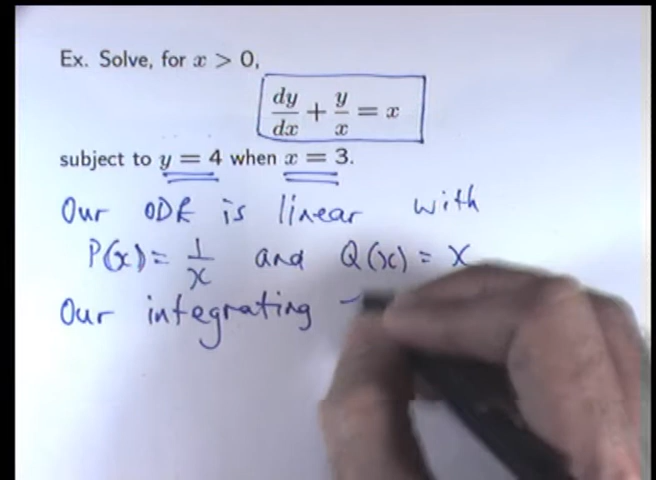 Ex. Solve, for x > 0,
dy/dx + y/x = x
subject to y = 4 when x = 3.
Our ODE is linear with
P(x) = 1/x and Q(x) = x
Our integrating